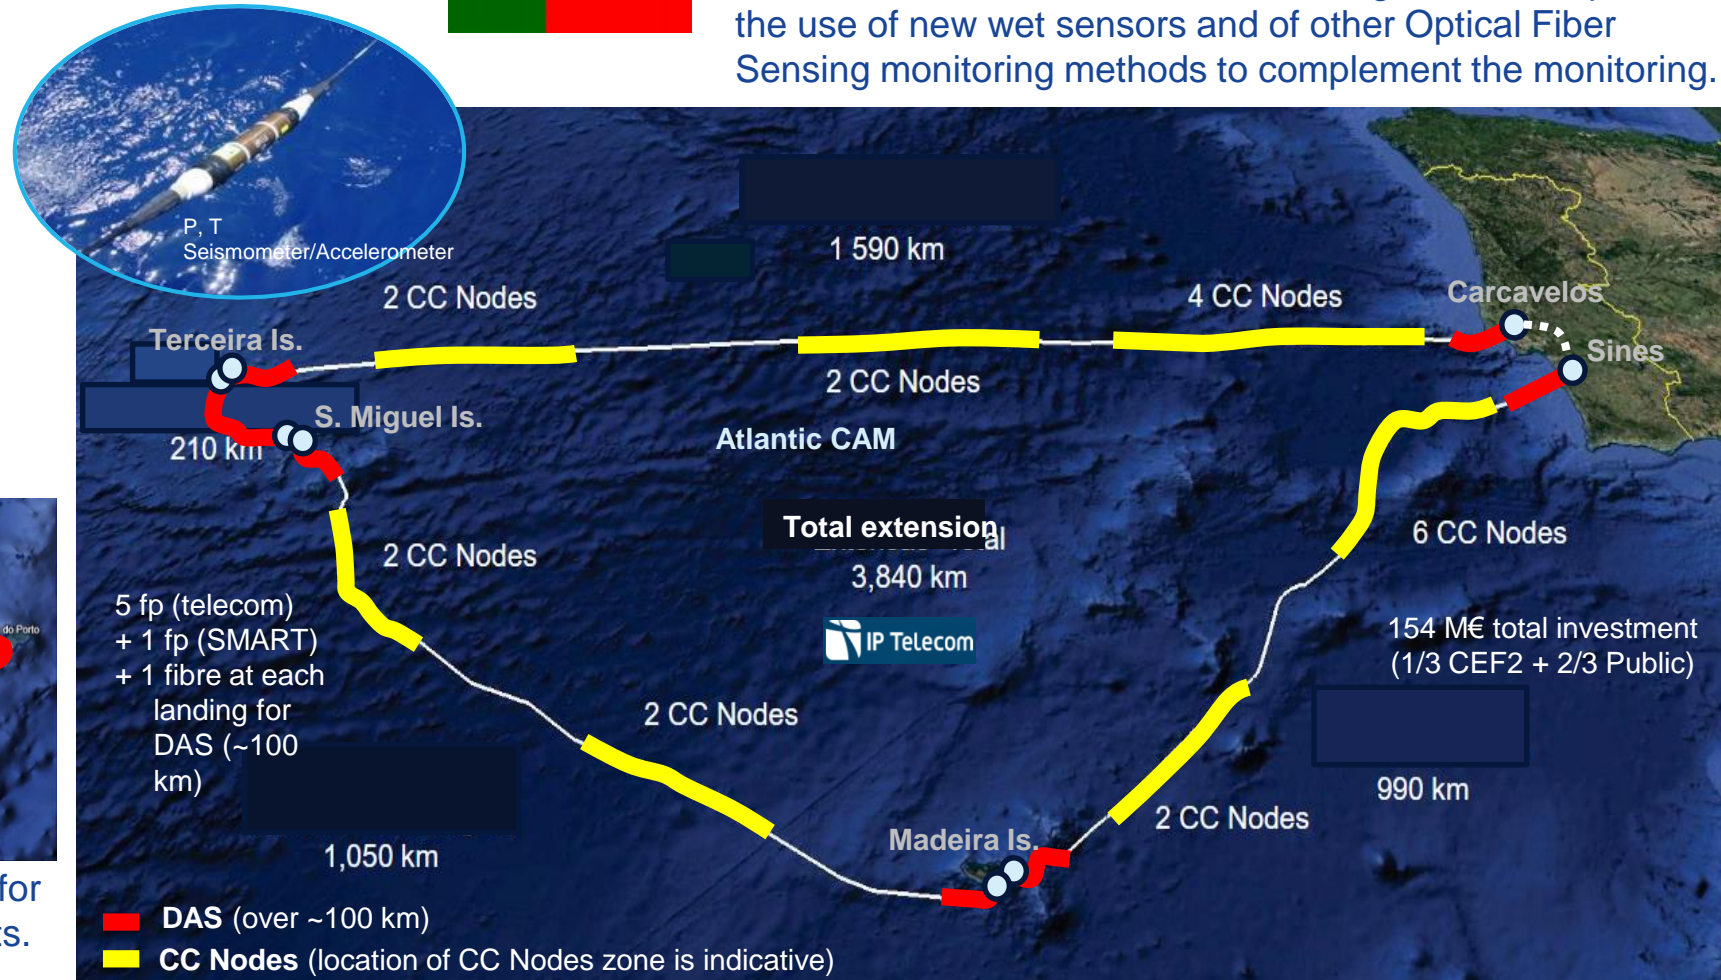 the use of new wet sensors and of other Optical Fiber
Sensing monitoring methods to complement the monitoring.
P, T
Seismometer/Accelerometer
1 590 km
2 CC Nodes
4 CC Nodes
Carcavelos
Terceira Is.
Sines
2 CC Nodes
S. Miguel Is.
210 km
Atlantic CAM
Total extension
3,840 km
IP Telecom
2 CC Nodes
6 CC Nodes
5 fp (telecom)
+ 1 fp (SMART)
+ 1 fibre at each
landing for
DAS (~100
km)
do Porto
154 M€ total investment
(1/3 CEF2 + 2/3 Public)
2 CC Nodes
990 km
2 CC Nodes
1,050 km
Madeira Is.
for
ts.
DAS (over ~100 km)
CC Nodes (location of CC Nodes zone is indicative)